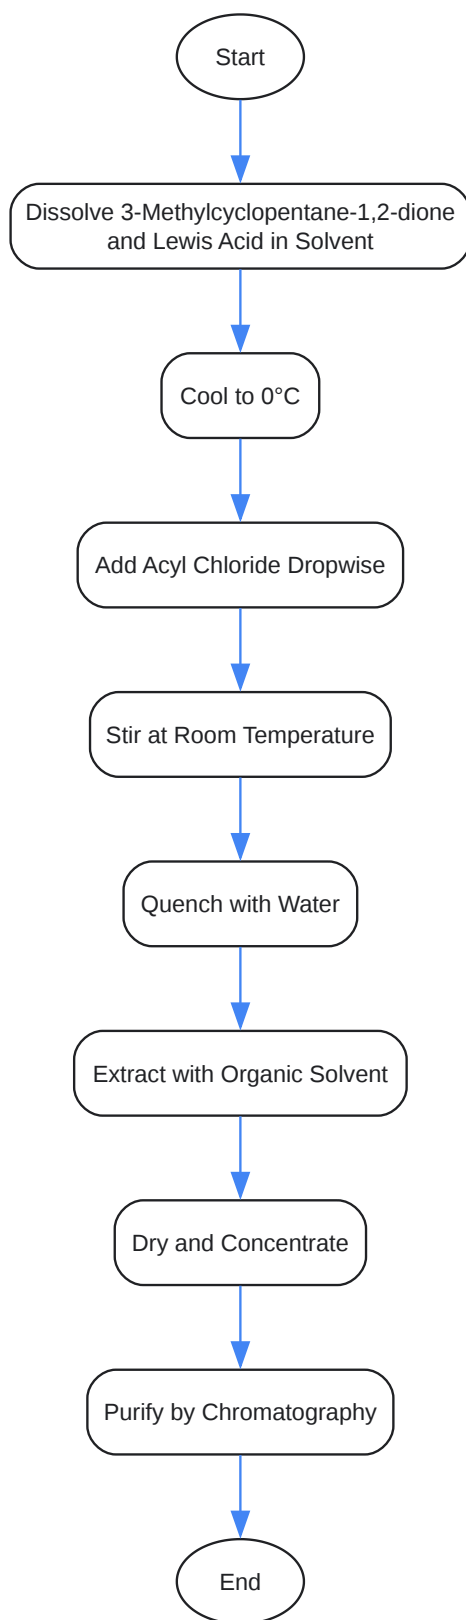 Start
Dissolve 3-Methylcyclopentane-1,2-dione
and Lewis Acid in Solvent
Cool to 0°C
Add Acyl Chloride Dropwise
Stir at Room Temperature
Quench with Water
Extract with Organic Solvent
Dry and Concentrate
Purify by Chromatography
End